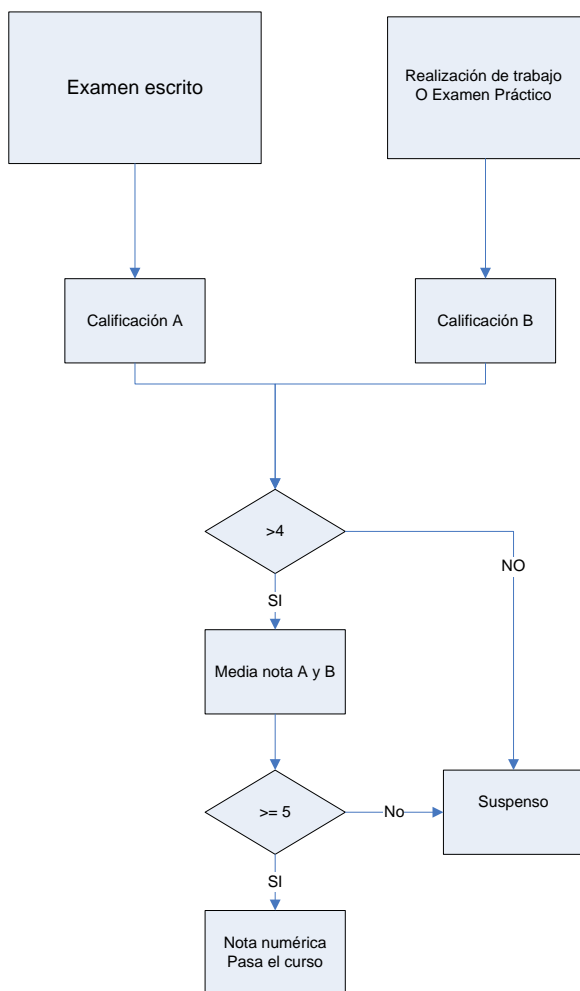 Examen escrito
Realización de trabajo
O Examen Práctico
Calificación A
Calificación B
>4
NO
SI
Media nota A y B
>= 5
No
Suspenso
SI
Nota numérica
Pasa el curso